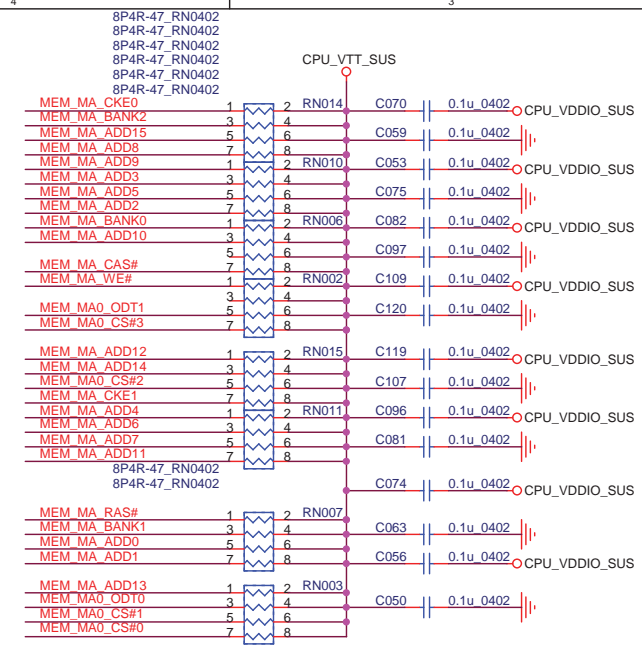 4 3
8P4R-47_RN0402
8P4R-47_RN0402
8P4R-47_RN0402
8P4R-47_RN0402 CPU_VTT_SUS
8P4R-47_RN0402
8P4R-47_RN0402
MEM_MA_CKE0 1 2 RN014 C070 0.1u_0402 CPU_VDDIO_SUS
MEM_MA_BANK2 3 4
MEM_MA_ADD15 5 6 C059 0.1u_0402
MEM_MA_ADD8 7 8
MEM_MA_ADD9 1 2 RN010 C053 0.1u_0402 CPU_VDDIO_SUS
MEM_MA_ADD3 3 4
MEM_MA_ADD5 5 6 C075 0.1u_0402
MEM_MA_ADD2 7 8
MEM_MA_BANK0 1 2 RN006 C082 0.1u_0402 CPU_VDDIO_SUS
MEM_MA_ADD10 3 4
5 6 C097 0.1u_0402
MEM_MA_CAS# 7 8
MEM_MA_WE# 1 2 RN002 C109 0.1u_0402 CPU_VDDIO_SUS
3 4
MEM_MA0_ODT1 5 6 C120 0.1u_0402
MEM_MA0_CS#3 7 8
MEM_MA_ADD12 1 2 RN015 C119 0.1u_0402 CPU_VDDIO_SUS
MEM_MA_ADD14 3 4
MEM_MA0_CS#2 5 6 C107 0.1u_0402
MEM_MA_CKE1 7 8
MEM_MA_ADD4 1 2 RN011 C096 0.1u_0402 CPU_VDDIO_SUS
MEM_MA_ADD6 3 4
MEM_MA_ADD7 5 6 C081 0.1u_0402
MEM_MA_ADD11 7 8
8P4R-47_RN0402
8P4R-47_RN0402 C074 0.1u_0402 CPU_VDDIO_SUS
MEM_MA_RAS# 1 2 RN007
MEM_MA_BANK1 3 4 C063 0.1u_0402
MEM_MA_ADD0 5 6
MEM_MA_ADD1 7 8 C056 0.1u_0402 CPU_VDDIO_SUS
MEM_MA_ADD13 1 2 RN003
MEM_MA0_ODT0 3 4 C050 0.1u_0402
MEM_MA0_CS#1 5 6
MEM_MA0_CS#0 7 8